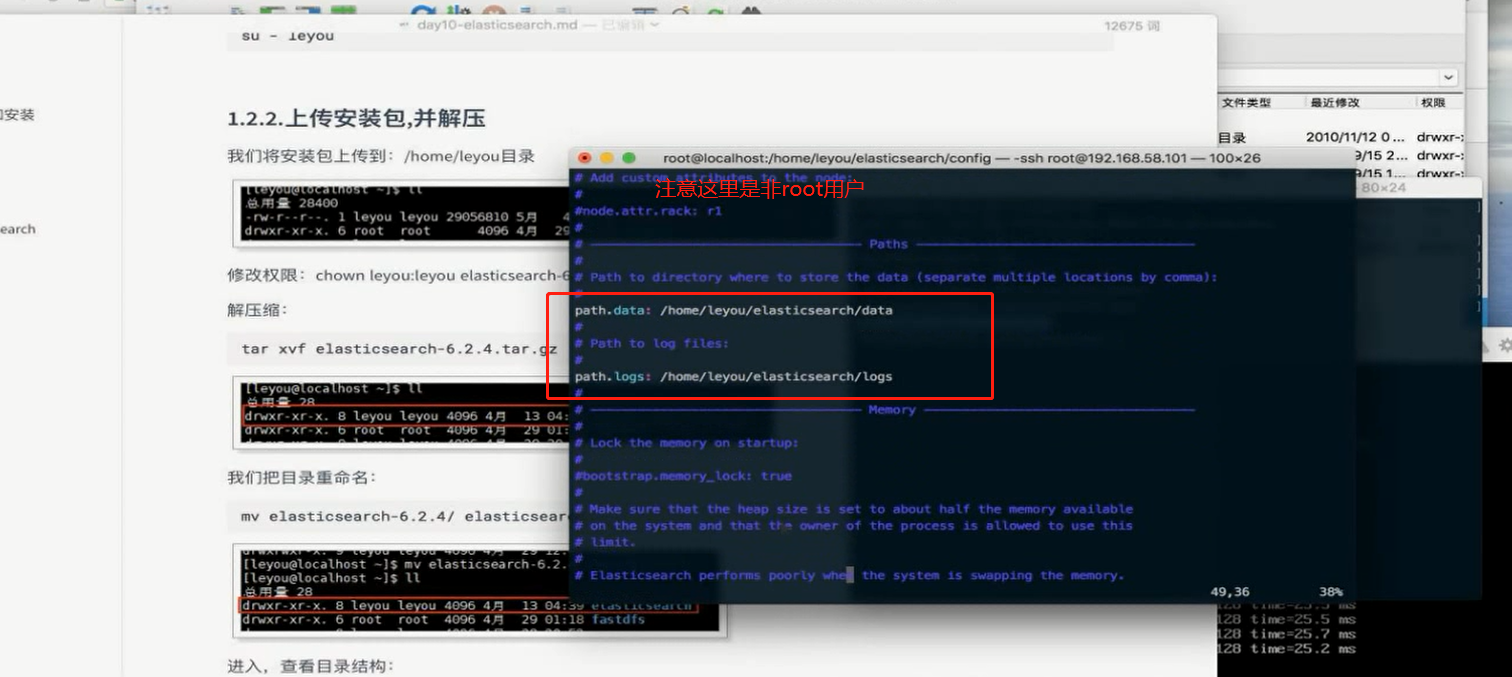 day10-elasticsearch.md — 已编辑
12675 词
su - leyou
和安装
earch
1.2.2.上传安装包,并解压
我们将安装包上传到：/home/leyou目录
[leyou@localhost ~]$ ll
总用量 28400
-rw-r--r--. 1 leyou leyou 29056810 5月
drwxr-xr-x. 6 root root 4096 4月 29
修改权限：chown leyou:leyou elasticsearch-6
解压缩：
tar xvf elasticsearch-6.2.4.tar.gz
[leyou@localhost ~]$ ll
总用量 28
drwxr-xr-x. 8 leyou leyou 4096 4月 13 04:
drwxr-xr-x. 6 root root 4096 4月 29 01:
我们把目录重命名：
mv elasticsearch-6.2.4/ elasticsear
[leyou@localhost ~]$ mv elasticsearch-6.2.
[leyou@localhost ~]$ ll
总用量 28
drwxr-xr-x. 8 leyou leyou 4096 4月 13 04:39 elasticsearch
drwxr-xr-x. 6 root root 4096 4月 29 01:18 fastdfs
进入，查看目录结构：
root@localhost:/home/leyou/elasticsearch/config — -ssh root@192.168.58.101 — 100×26
# Add custom attributes to the node:
注意这里是非root用户
#
#node.attr.rack: r1
#
# ---------------------------------- Paths ------------------------------------
#
# Path to directory where to store the data (separate multiple locations by comma):
#
path.data: /home/leyou/elasticsearch/data
#
# Path to log files:
#
path.logs: /home/leyou/elasticsearch/logs
#
# ---------------------------------- Memory -----------------------------------
#
# Lock the memory on startup:
#
#bootstrap.memory_lock: true
#
# Make sure that the heap size is set to about half the memory available
# on the system and that the owner of the process is allowed to use this
# limit.
#
# Elasticsearch performs poorly when the system is swapping the memory.
49,36 38%
文件类型 最近修改 权限
目录 2010/11/12 0... drwxr-
9/15 2... drwxr-
9/15 1... drwxr-
80×24
128 time=25.5 ms
128 time=25.7 ms
128 time=25.2 ms